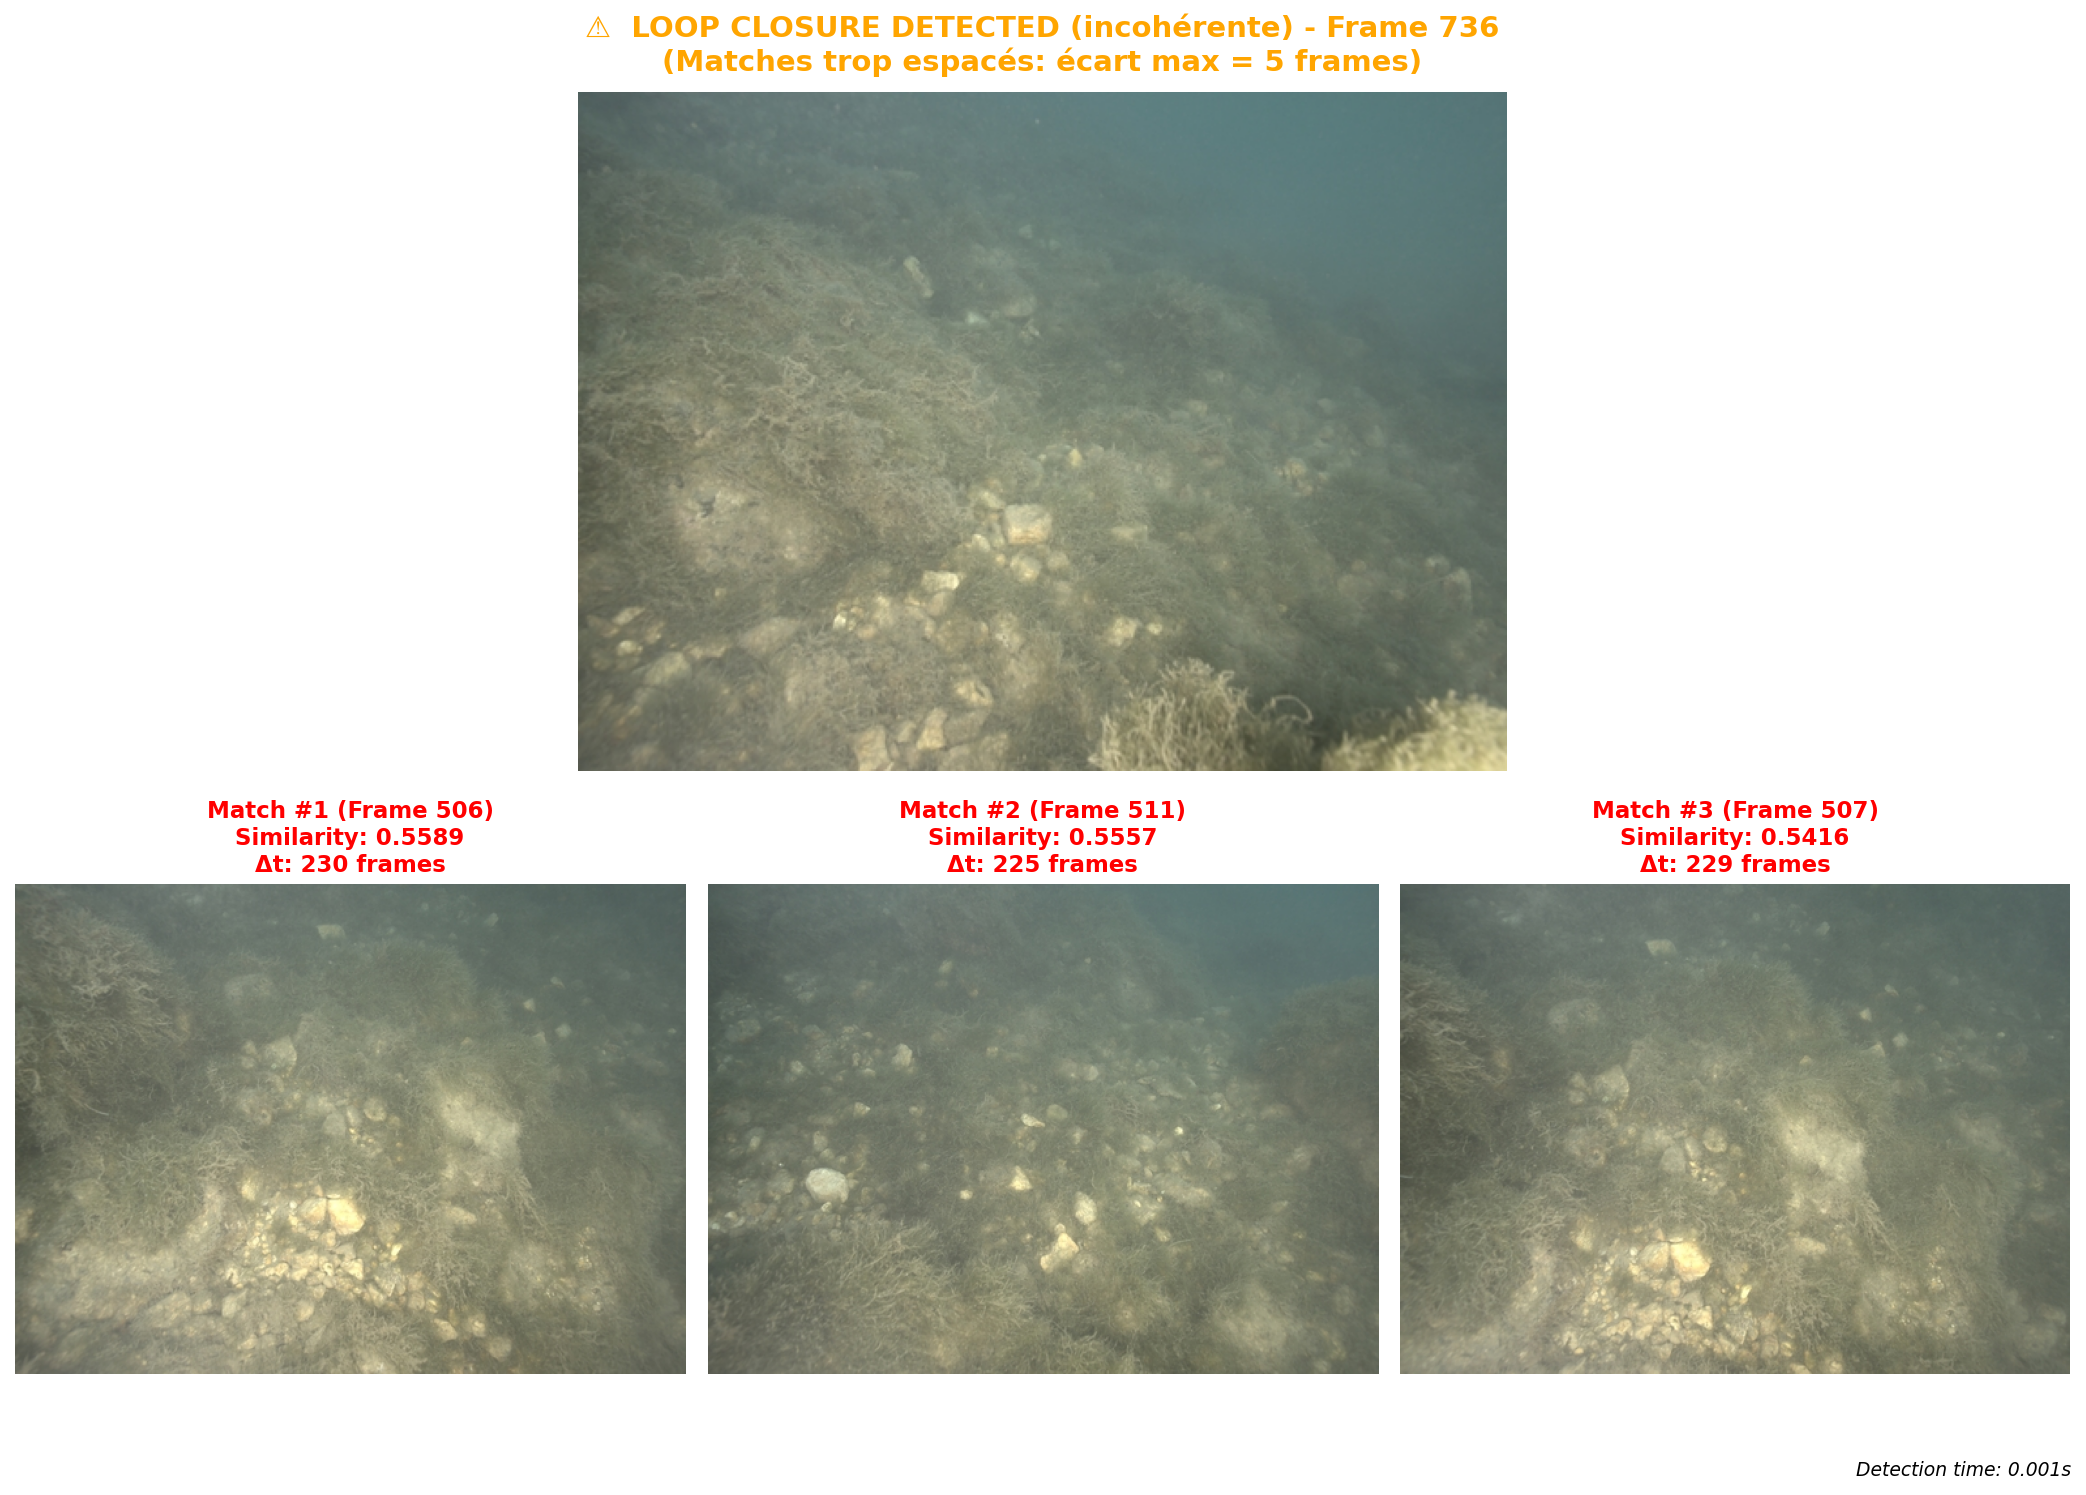 ⚠ LOOP CLOSURE DETECTED (incohérente) - Frame 736
(Matches trop espacés: écart max = 5 frames)
Match #1 (Frame 506)
Similarity: 0.5589
Δt: 230 frames
Match #2 (Frame 511)
Similarity: 0.5557
Δt: 225 frames
Match #3 (Frame 507)
Similarity: 0.5416
Δt: 229 frames
Detection time: 0.001s